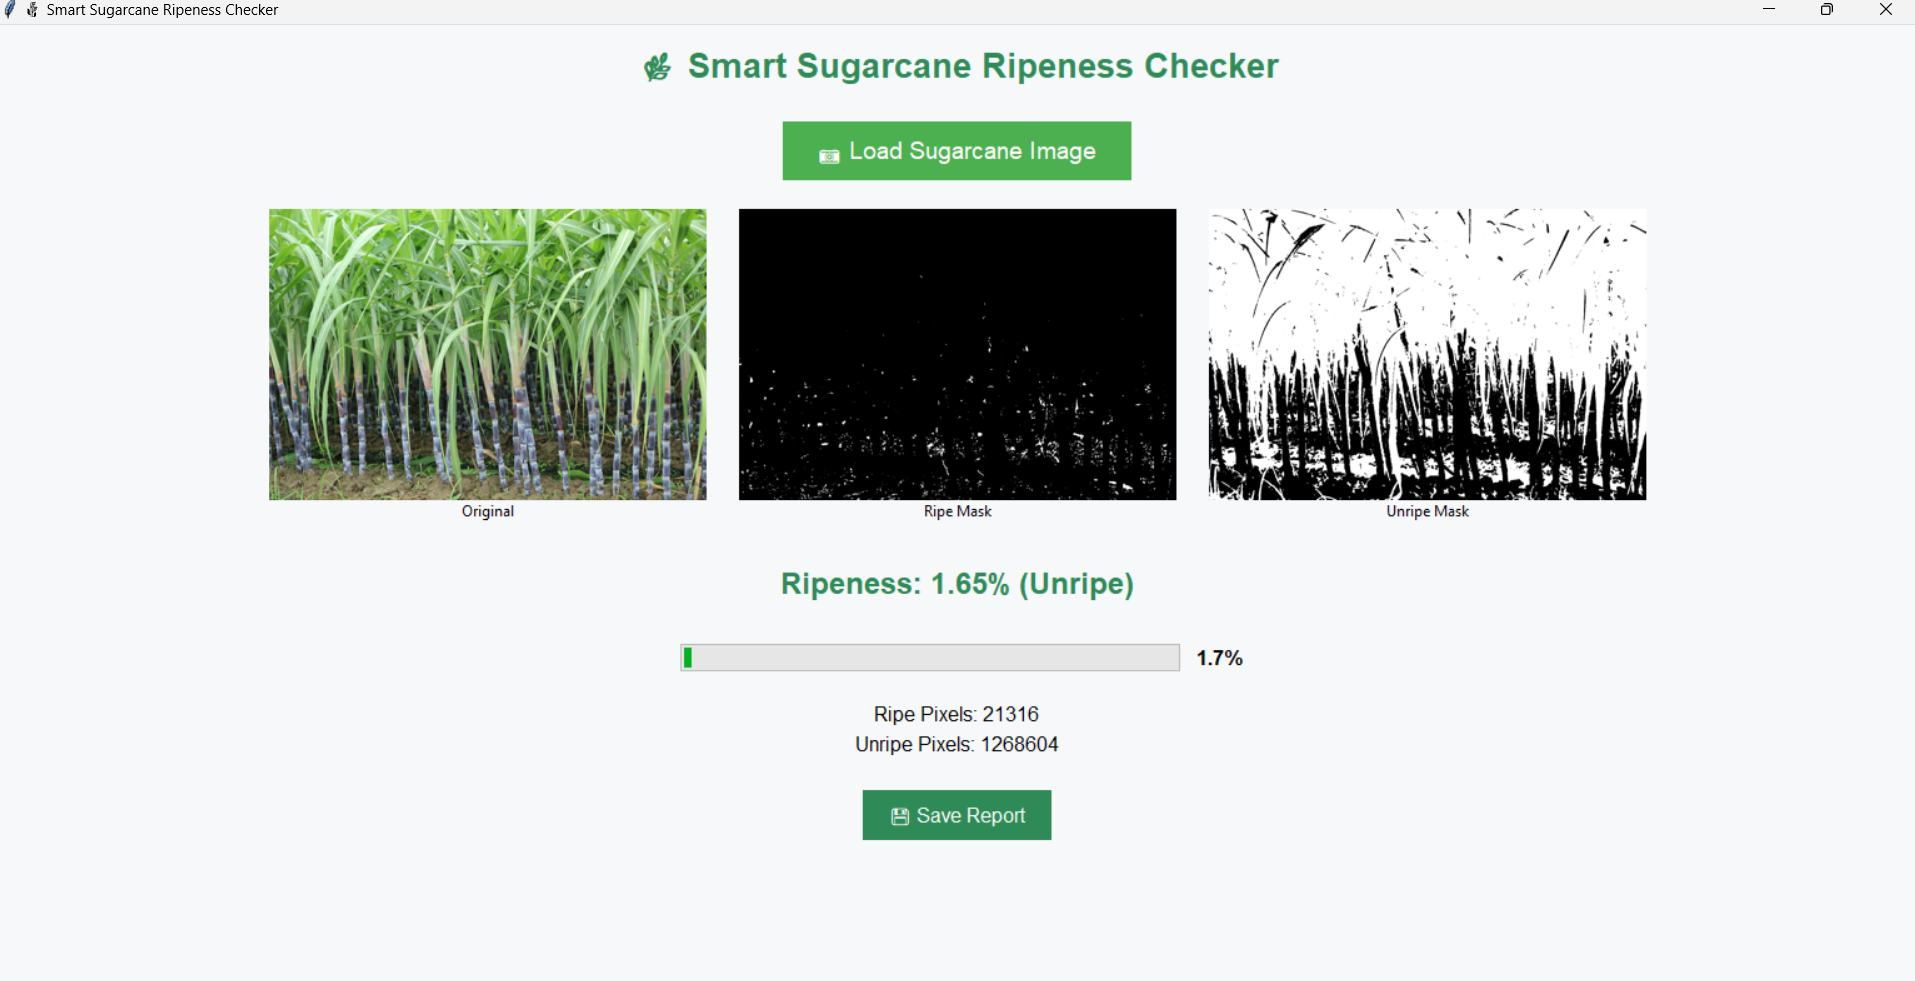 Smart Sugarcane Ripeness Checker
Smart Sugarcane Ripeness Checker
Load Sugarcane Image
Original
Ripe Mask
Unripe Mask
Ripeness: 1.65% (Unripe)
1.7%
Ripe Pixels: 21316
Unripe Pixels: 1268604
Save Report